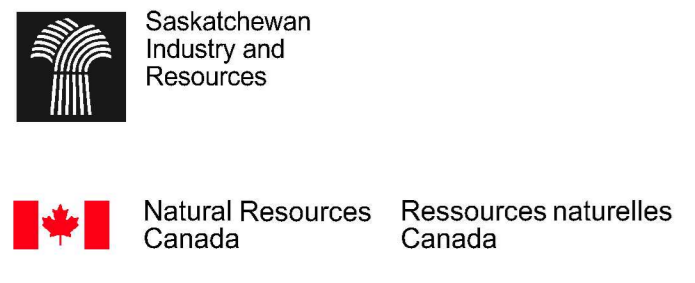 Saskatchewan
Industry and
Resources
Natural Resources
Canada
Ressources naturelles
Canada